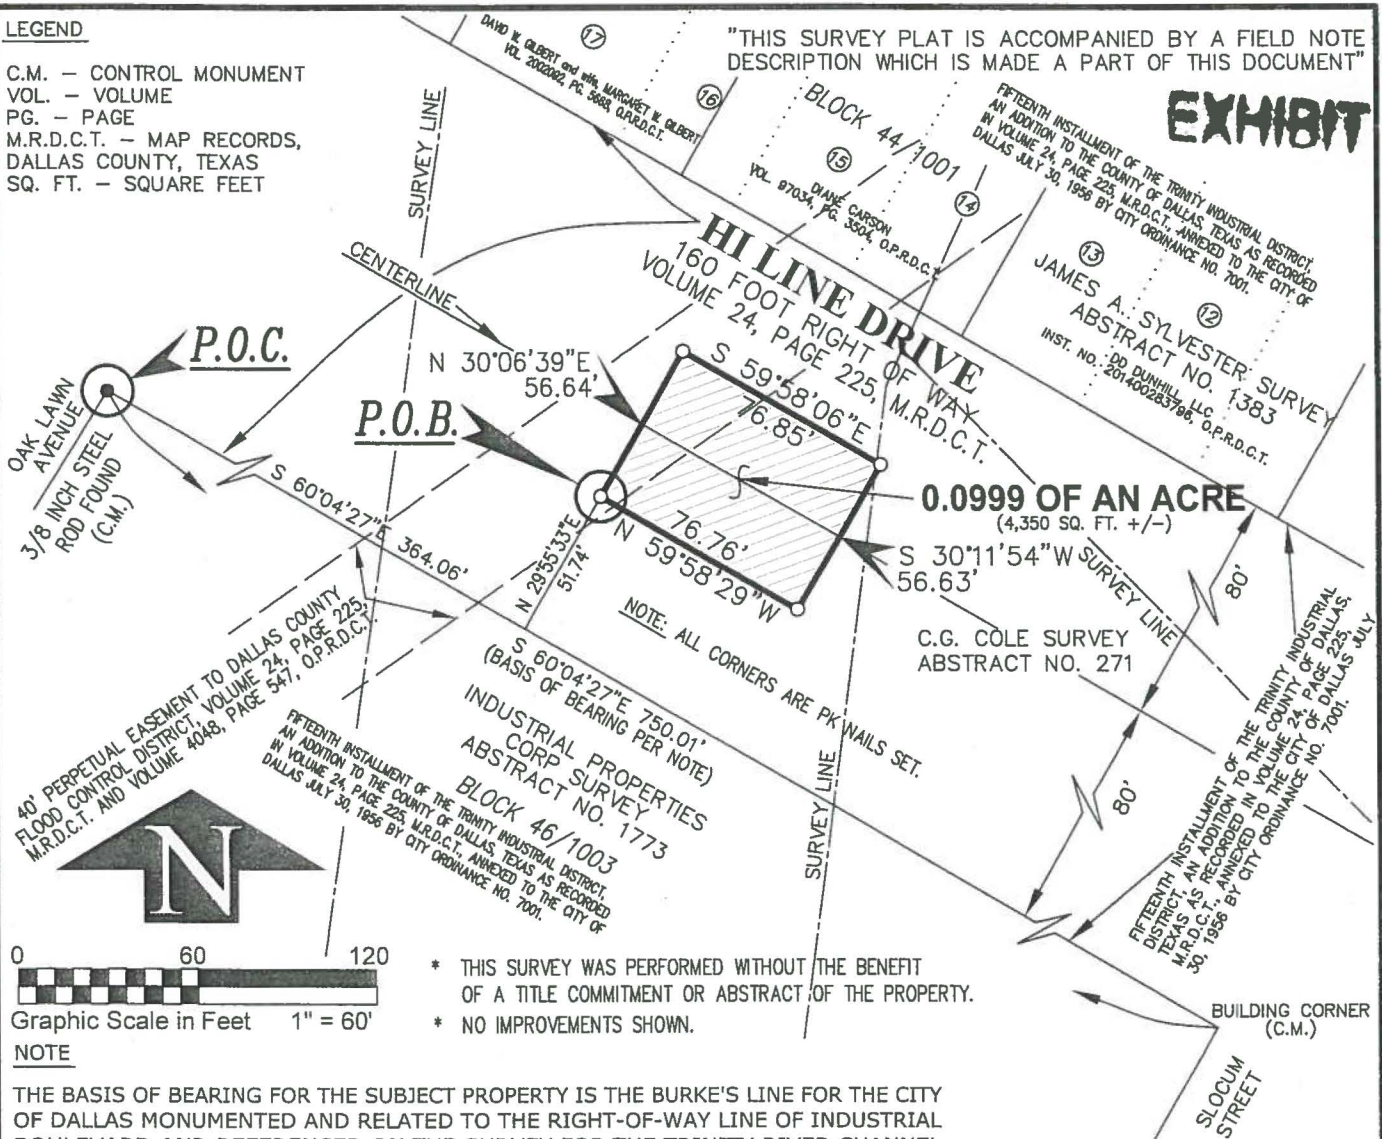 LEGEND
C.M. – CONTROL MONUMENT
VOL. – VOLUME
PG. – PAGE
M.R.D.C.T. – MAP RECORDS,
DALLAS COUNTY, TEXAS
SQ. FT. – SQUARE FEET
"THIS SURVEY PLAT IS ACCOMPANIED BY A FIELD NOTE
DESCRIPTION WHICH IS MADE A PART OF THIS DOCUMENT"
EXHIBIT
17
DAVID W. GILBERT and wife, MARGARET W. GILBERT
VOL. 2002092, PG. 5668, O.P.R.D.C.T.
16
BLOCK 44/1001
15
DIANE CARSON
VOL. 97034, PG. 3504, O.P.R.D.C.T.
14
FIFTEENTH INSTALLMENT OF THE TRINITY INDUSTRIAL DISTRICT,
AN ADDITION TO THE COUNTY OF DALLAS, TEXAS AS RECORDED
IN VOLUME 24, PAGE 225, M.R.D.C.T., ANNEXED TO THE CITY OF
DALLAS JULY 30, 1956 BY CITY ORDINANCE NO. 7001.
13
JAMES A. SYLVESTER SURVEY
ABSTRACT NO. 1383
12
DD DUNHILL, LLC
INST. NO.: 201400283796, O.P.R.D.C.T.
SURVEY LINE
CENTERLINE
HI LINE DRIVE
160 FOOT RIGHT OF WAY
VOLUME 24, PAGE 225, M.R.D.C.T.
P.O.C.
OAK LAWN
AVENUE
3/8 INCH STEEL
ROD FOUND
(C.M.)
N 30°06'39"E
56.64'
P.O.B.
S 59°58'06"E
76.85'
0.0999 OF AN ACRE
(4,350 SQ. FT. +/-)
S 30°11'54"W
56.63'
76.76'
N 59°58'29"W
N 29°55'33"E
51.74'
S 60°04'27"E 364.06'
S 60°04'27"E 750.01'
(BASIS OF BEARING PER NOTE)
NOTE: ALL CORNERS ARE PK NAILS SET.
SURVEY LINE
C.G. COLE SURVEY
ABSTRACT NO. 271
80'
80'
40' PERPETUAL EASEMENT TO DALLAS COUNTY
FLOOD CONTROL DISTRICT, VOLUME 24, PAGE 225,
M.R.D.C.T. AND VOLUME 4048, PAGE 547, O.P.R.D.C.T.
INDUSTRIAL PROPERTIES
CORP SURVEY
ABSTRACT NO. 1773
BLOCK 46/1003
FIFTEENTH INSTALLMENT OF THE TRINITY INDUSTRIAL DISTRICT,
AN ADDITION TO THE COUNTY OF DALLAS, TEXAS AS RECORDED
IN VOLUME 24, PAGE 225, M.R.D.C.T., ANNEXED TO THE CITY OF
DALLAS JULY 30, 1956 BY CITY ORDINANCE NO. 7001.
SURVEY LINE
FIFTEENTH INSTALLMENT OF THE TRINITY INDUSTRIAL
DISTRICT, AN ADDITION TO THE COUNTY OF DALLAS,
TEXAS AS RECORDED IN VOLUME 24, PAGE 225,
M.R.D.C.T., ANNEXED TO THE CITY OF DALLAS JULY
30, 1956 BY CITY ORDINANCE NO. 7001.
N
0 60 120
Graphic Scale in Feet 1" = 60'
* THIS SURVEY WAS PERFORMED WITHOUT THE BENEFIT
OF A TITLE COMMITMENT OR ABSTRACT OF THE PROPERTY.
* NO IMPROVEMENTS SHOWN.
BUILDING CORNER
(C.M.)
SLOCUM
STREET
NOTE
THE BASIS OF BEARING FOR THE SUBJECT PROPERTY IS THE BURKE'S LINE FOR THE CITY
OF DALLAS MONUMENTED AND RELATED TO THE RIGHT-OF-WAY LINE OF INDUSTRIAL